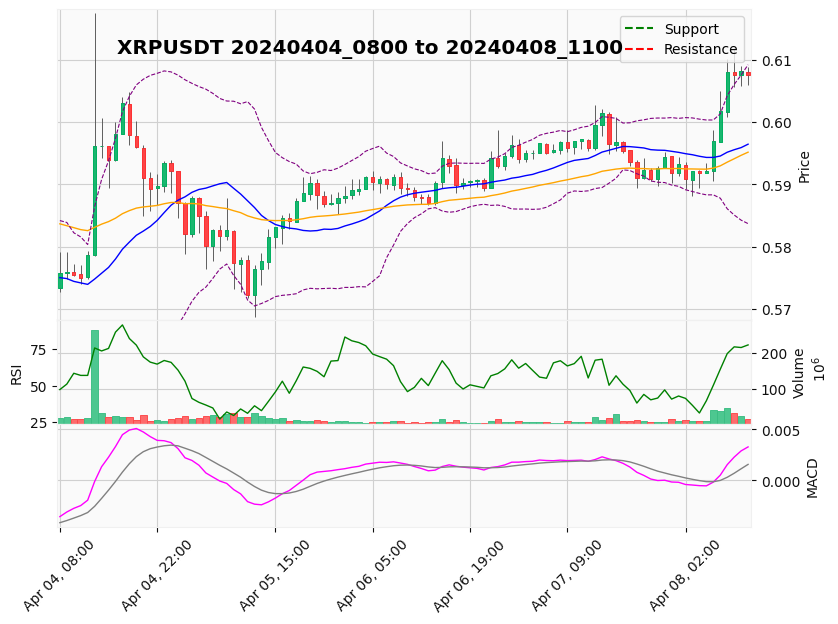 XRPUSDT 20240404_0800 to 20240408_1100
Support
Resistance
0.61
0.60
0.59
0.58
0.57
Price
RSI
75
50
25
200
100
Volume
10^6
0.005
0.000
MACD
Apr 04, 08:00
Apr 04, 22:00
Apr 05, 15:00
Apr 06, 05:00
Apr 06, 19:00
Apr 07, 09:00
Apr 08, 02:00